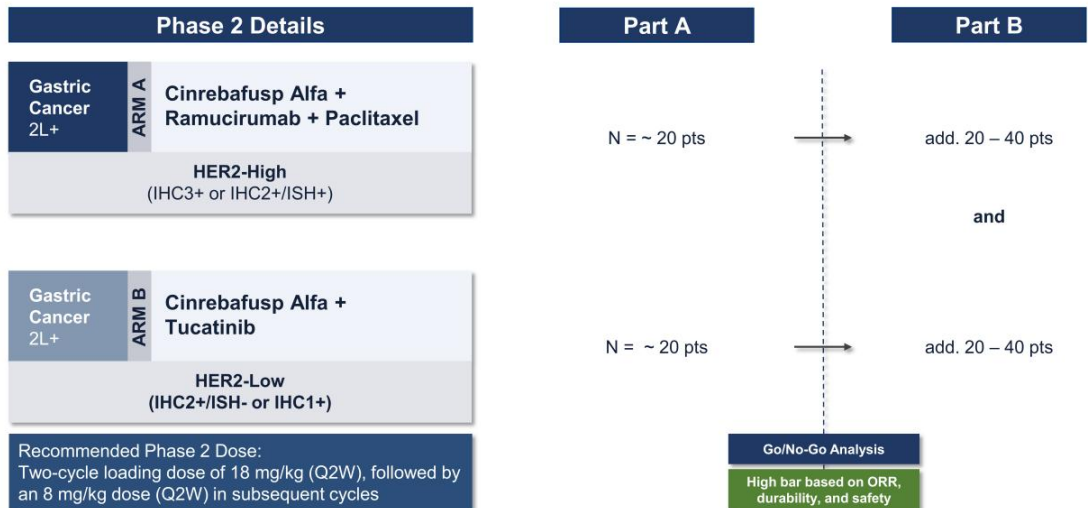 Phase 2 Details
Part A
Part B
Gastric
Cancer
2L+
ARM A
Cinrebafusp Alfa +
Ramucirumab + Paclitaxel
HER2-High
(IHC3+ or IHC2+/ISH+)
N = ~ 20 pts
add. 20 – 40 pts
and
Gastric
Cancer
2L+
ARM B
Cinrebafusp Alfa +
Tucatinib
HER2-Low
(IHC2+/ISH- or IHC1+)
N = ~ 20 pts
add. 20 – 40 pts
Recommended Phase 2 Dose:
Two-cycle loading dose of 18 mg/kg (Q2W), followed by
an 8 mg/kg dose (Q2W) in subsequent cycles
Go/No-Go Analysis
High bar based on ORR,
durability, and safety